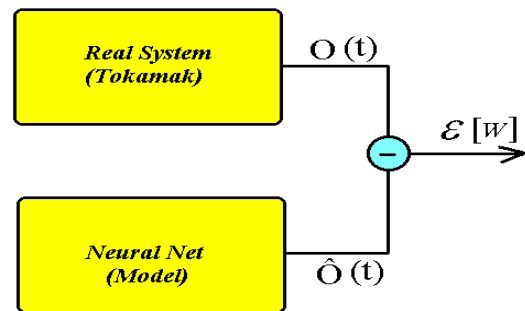 Real System
(Tokamak)
O (t)
ε [W]
−
Neural Net
(Model)
Ô (t)